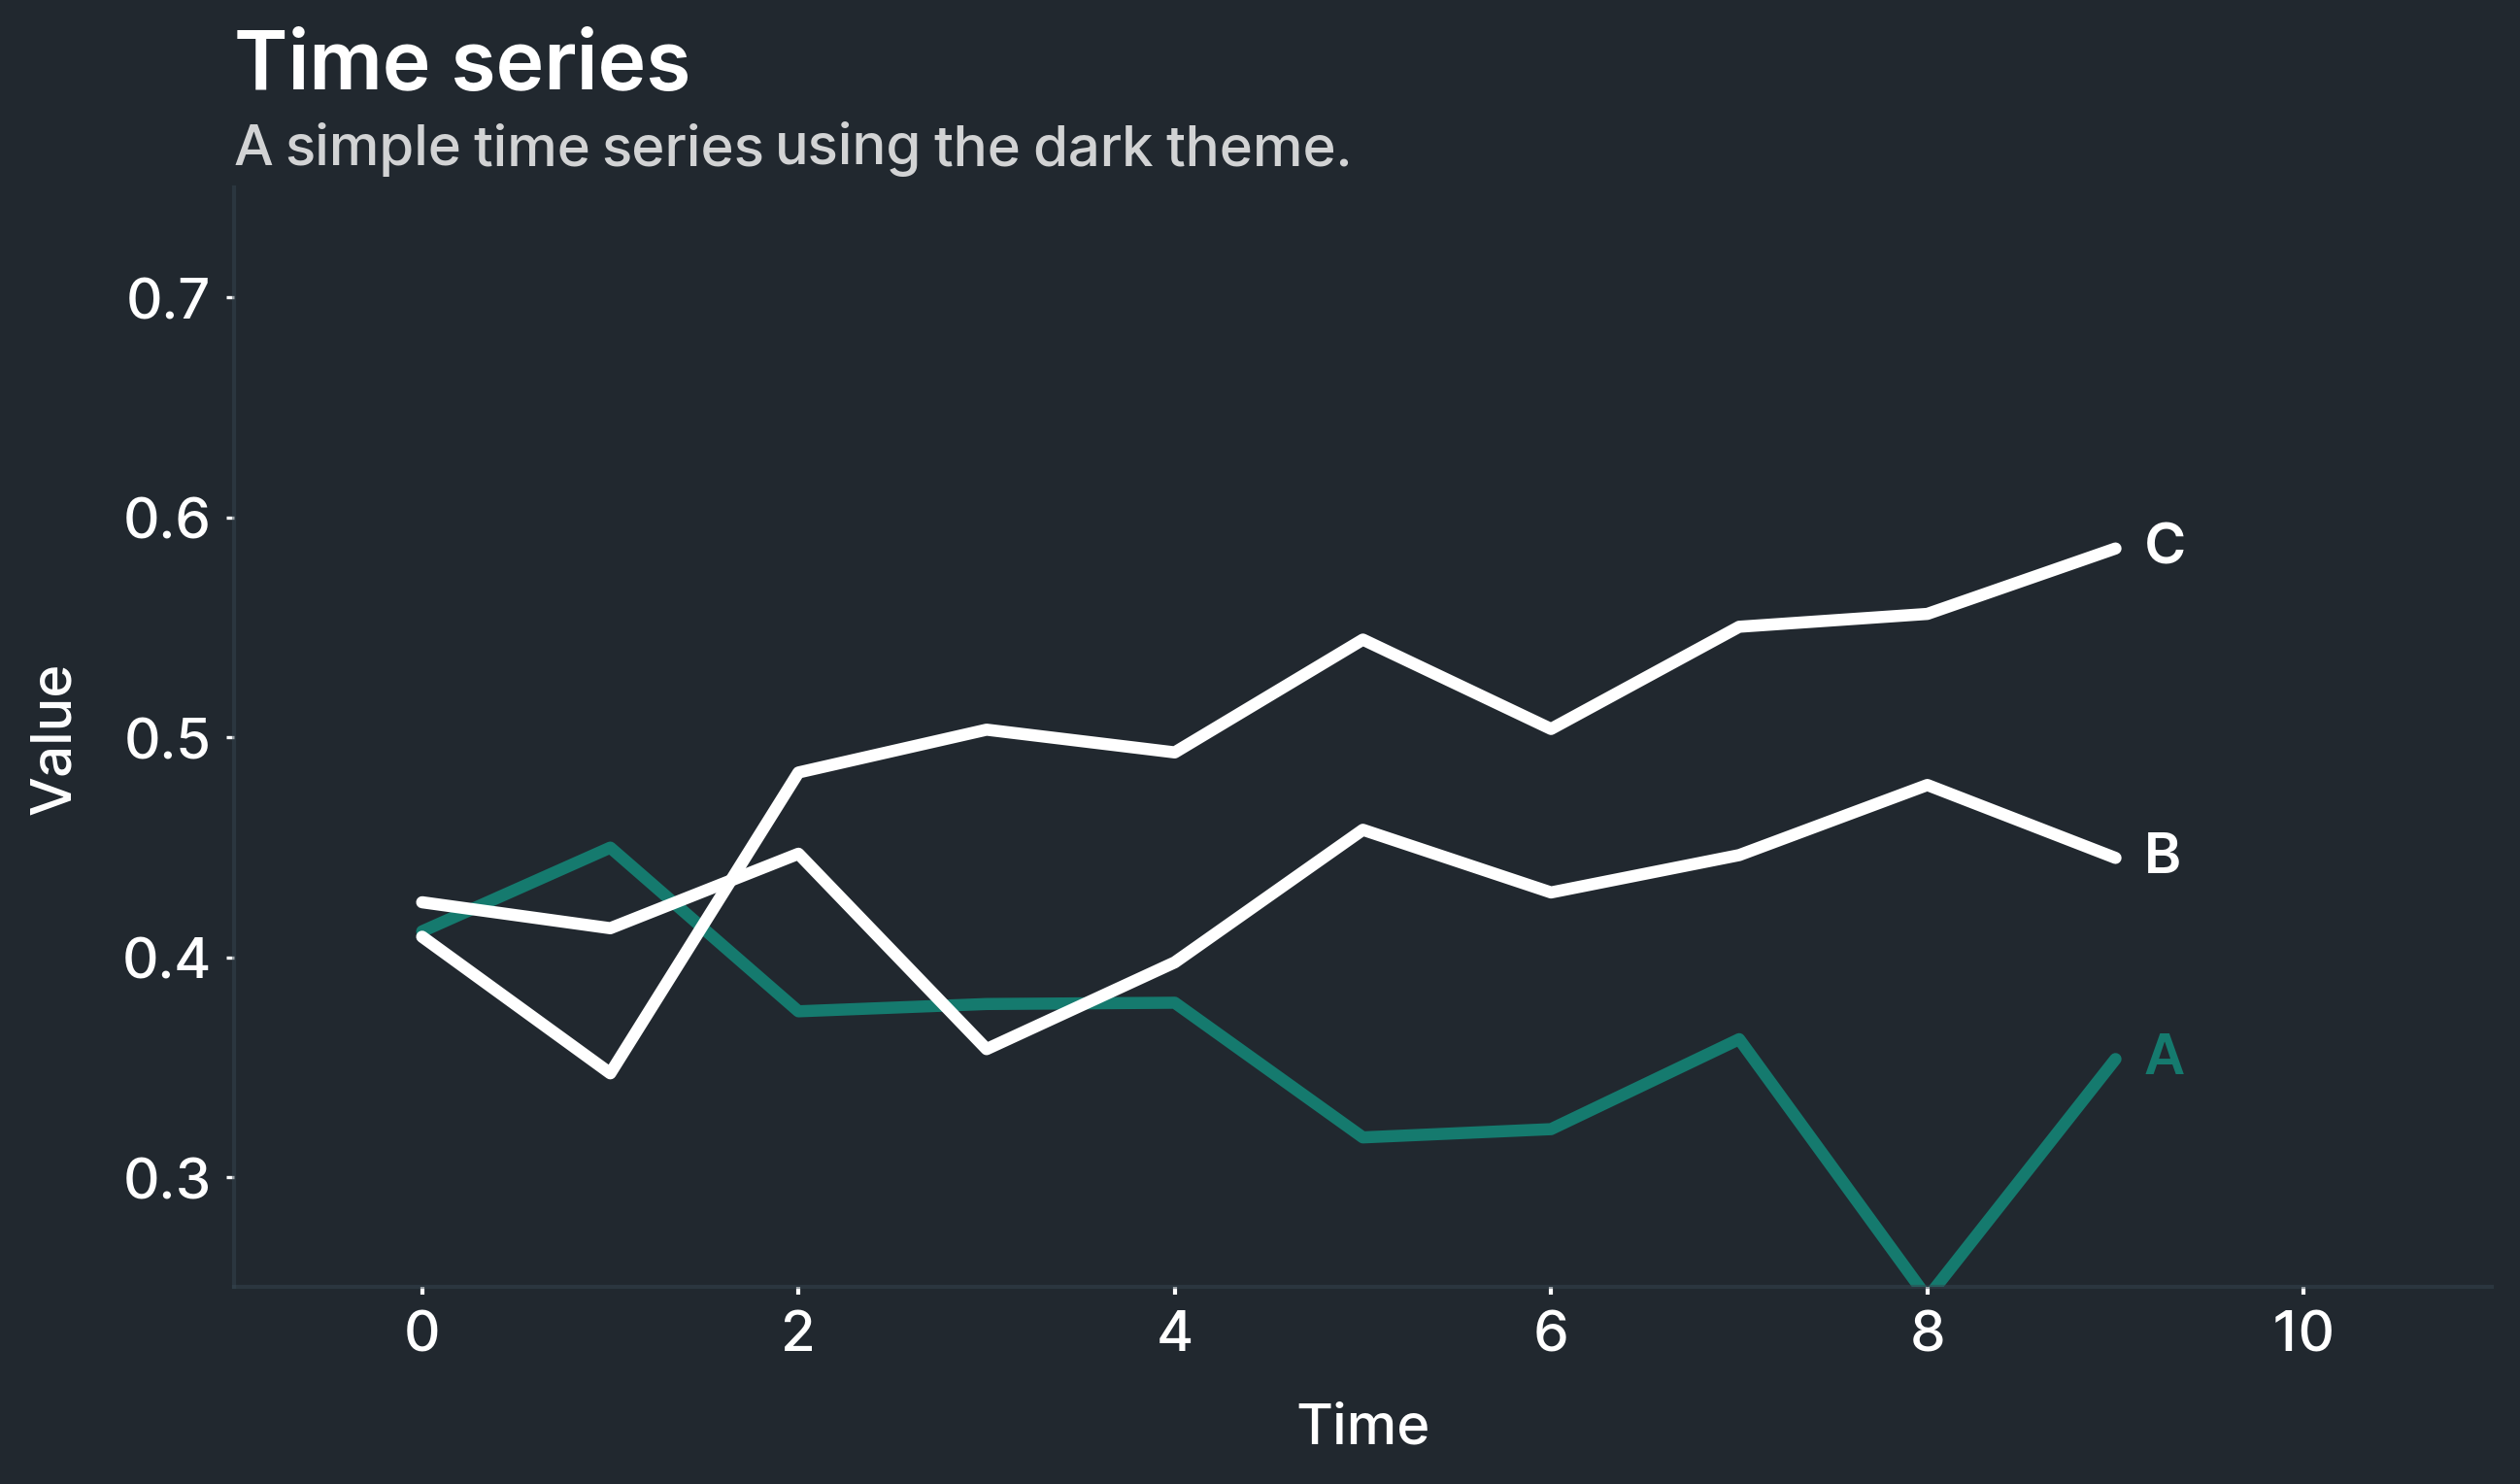 Time series
A simple time series using the dark theme.
0.7
0.6
0.5
0.4
0.3
Value
C
B
A
0 2 4 6 8 10
Time